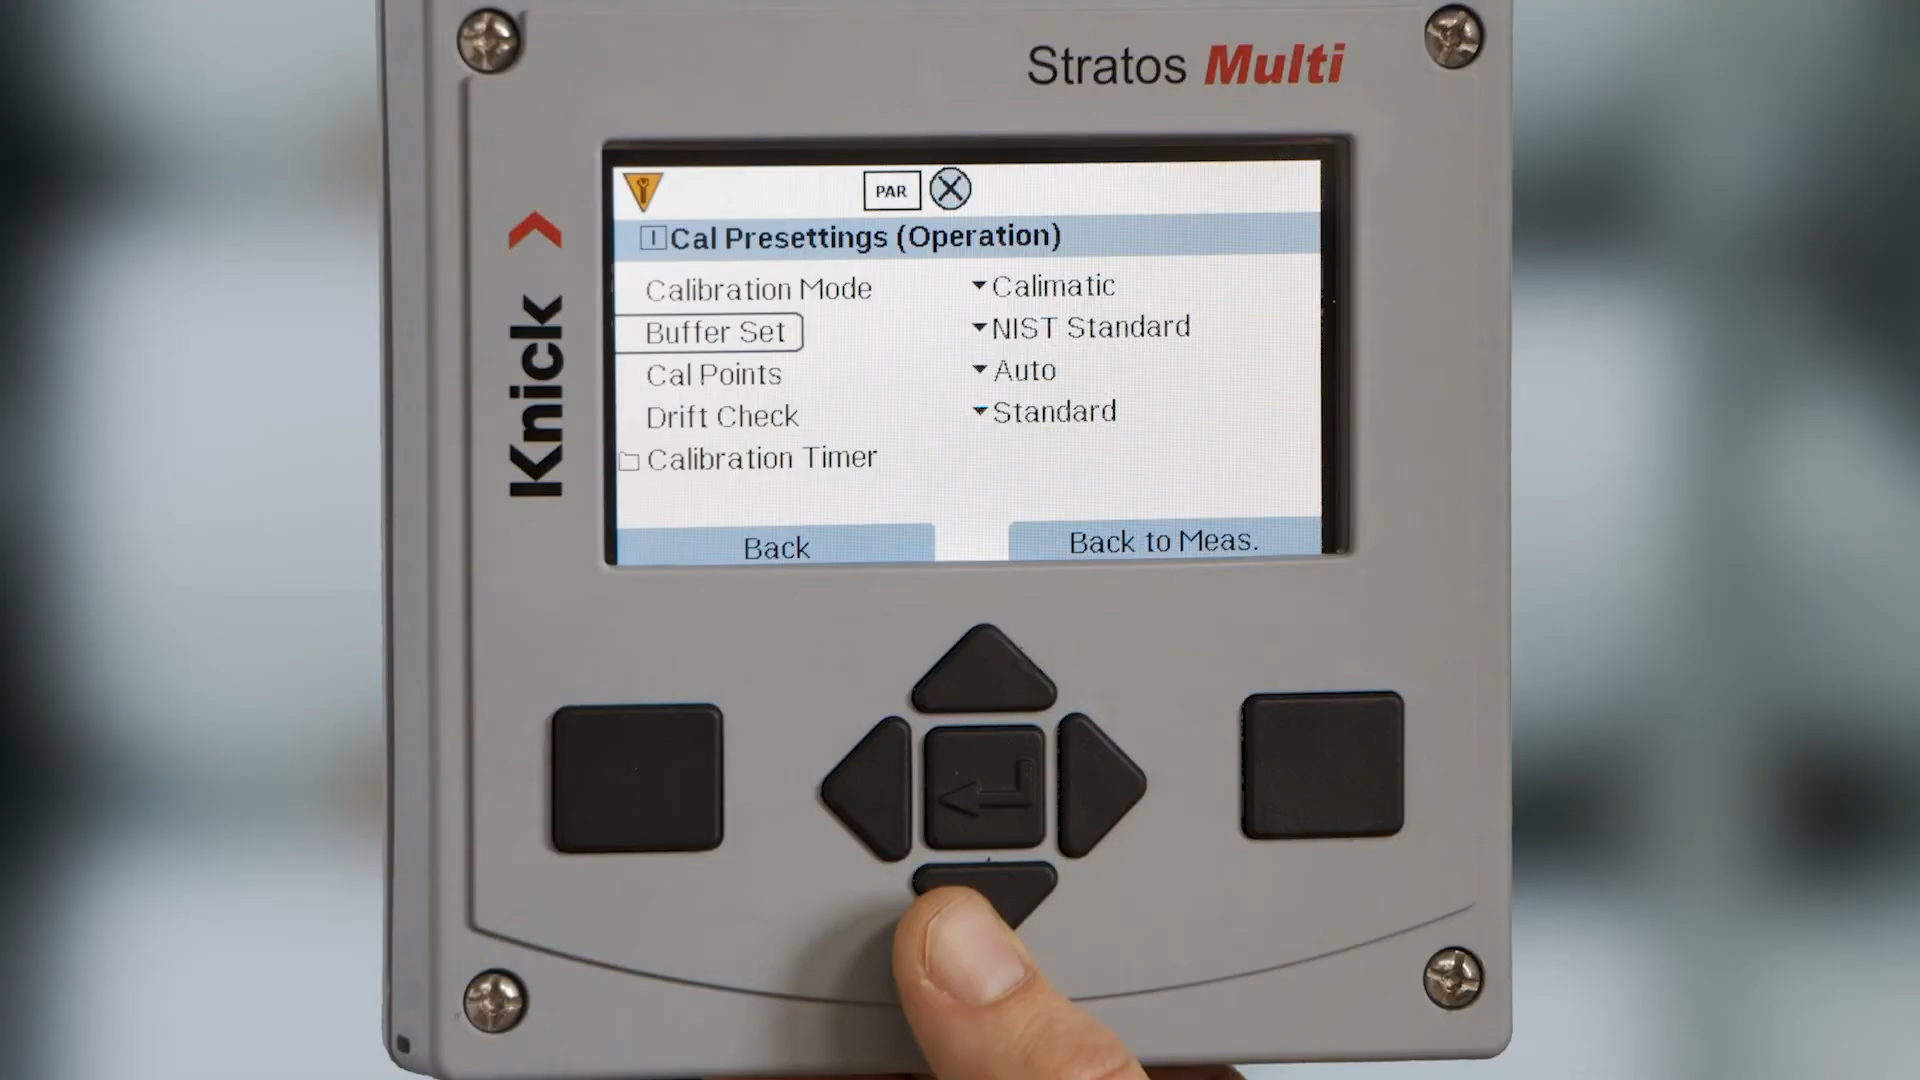 Stratos Multi
Knick
PAR
I Cal Presettings (Operation)
Calibration Mode Calimatic
Buffer Set NIST Standard
Cal Points Auto
Drift Check Standard
Calibration Timer
Back Back to Meas.